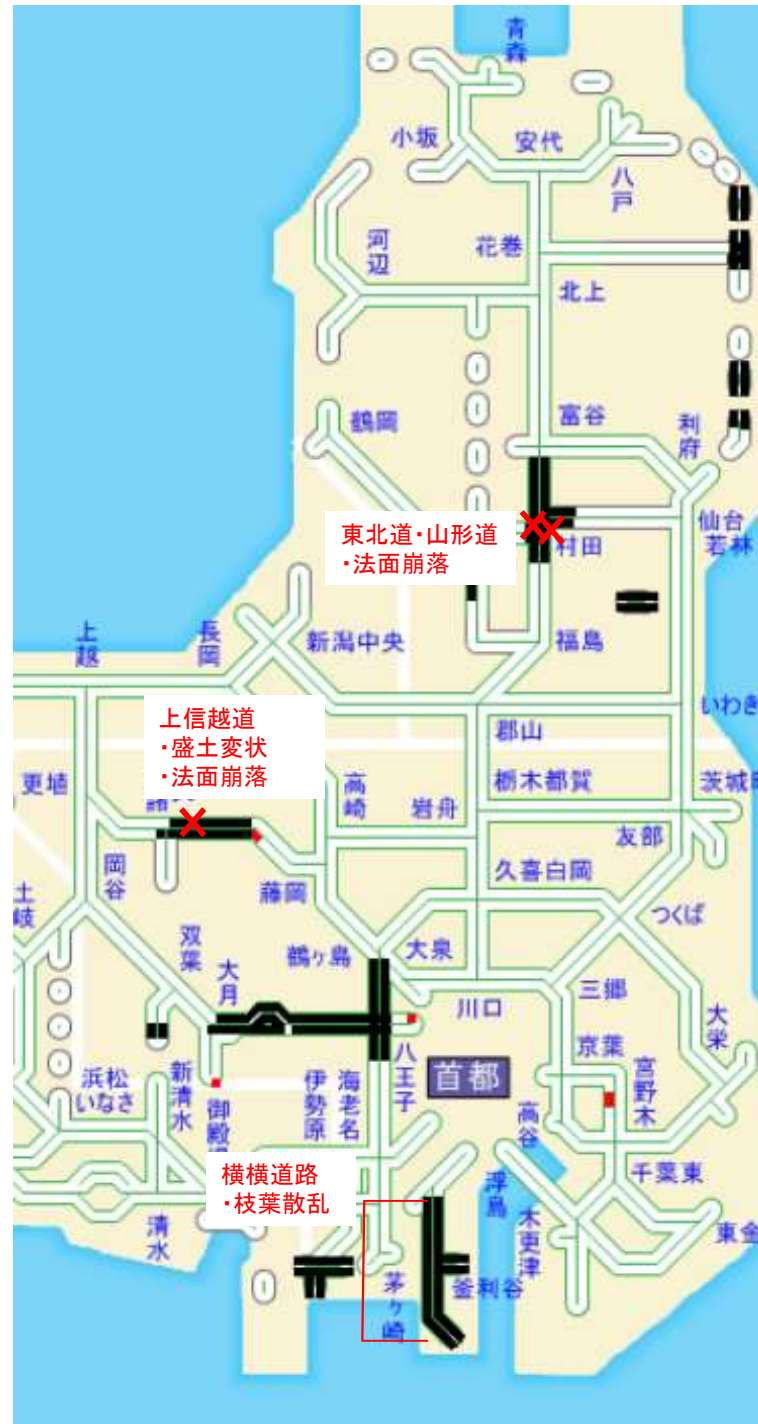 青森
小坂
安代
八戸
河辺
花巻
北上
鶴岡
富谷
利府
東北道・山形道
・法面崩落
村田
仙台
若林
上越
長岡
新潟中央
福島
いわき
上信越道
・盛土変状
・法面崩落
郡山
更埴
高崎
岩舟
栃木都賀
茨城町
友部
岡谷
藤岡
久喜白岡
土岐
つくば
双葉
大月
鶴ヶ島
大泉
川口
三郷
大栄
八王子
首都
京葉
宮野木
浜松
いなさ
新清水
御殿場
伊勢原
海老名
高谷
横横道路
・枝葉散乱
浮島
千葉東
清水
木更津
東金
茅ヶ崎
釜利谷